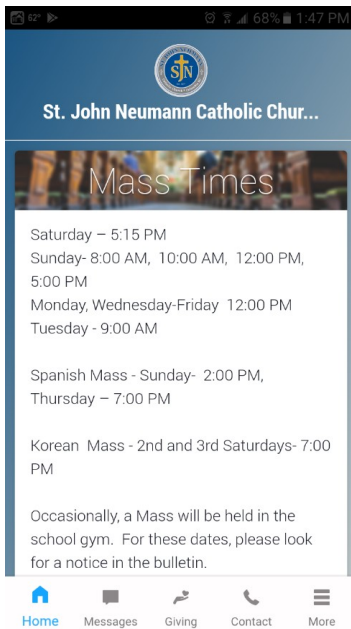 62° 68% 1:47 PM
SJN
St. John Neumann Catholic Chur...
Mass Times
Saturday – 5:15 PM
Sunday- 8:00 AM, 10:00 AM, 12:00 PM,
5:00 PM
Monday, Wednesday-Friday 12:00 PM
Tuesday - 9:00 AM
Spanish Mass - Sunday- 2:00 PM,
Thursday – 7:00 PM
Korean Mass - 2nd and 3rd Saturdays- 7:00
PM
Occasionally, a Mass will be held in the
school gym. For these dates, please look
for a notice in the bulletin.
Home Messages Giving Contact More